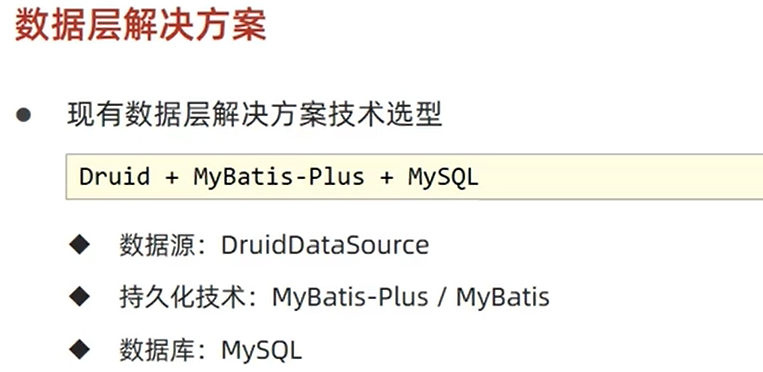 数据层解决方案
● 现有数据层解决方案技术选型
Druid + MyBatis-Plus + MySQL
◆ 数据源：DruidDataSource
◆ 持久化技术：MyBatis-Plus / MyBatis
◆ 数据库：MySQL